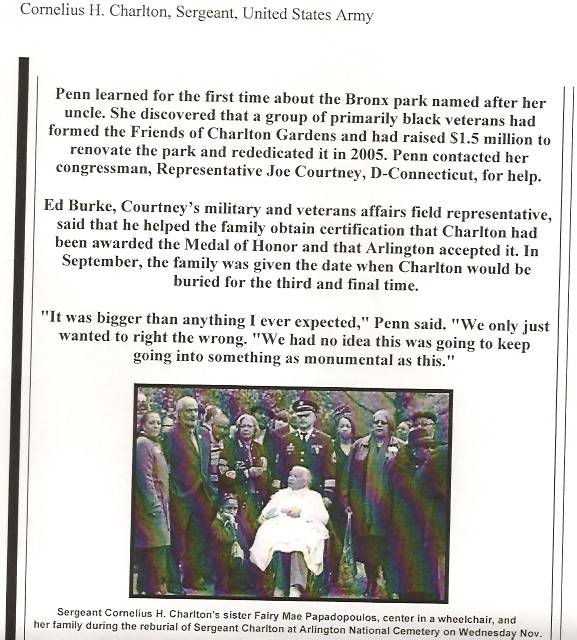 Cornelius H. Charlton, Sergeant, United States Army
Penn learned for the first time about the Bronx park named after her
uncle. She discovered that a group of primarily black veterans had
formed the Friends of Charlton Gardens and had raised $1.5 million to
renovate the park and rededicated it in 2005. Penn contacted her
congressman, Representative Joe Courtney, D-Connecticut, for help.
Ed Burke, Courtney's military and veterans affairs field representative,
said that he helped the family obtain certification that Charlton had
been awarded the Medal of Honor and that Arlington accepted it. In
September, the family was given the date when Charlton would be
buried for the third and final time.
"It was bigger than anything I ever expected," Penn said. "We only just
wanted to right the wrong. "We had no idea this was going to keep
going into something as monumental as this."
Sergeant Cornelius H. Charlton's sister Fairy Mae Papadopoulos, center in a wheelchair, and
her family during the reburial of Sergeant Charlton at Arlington National Cemetery on Wednesday Nov.